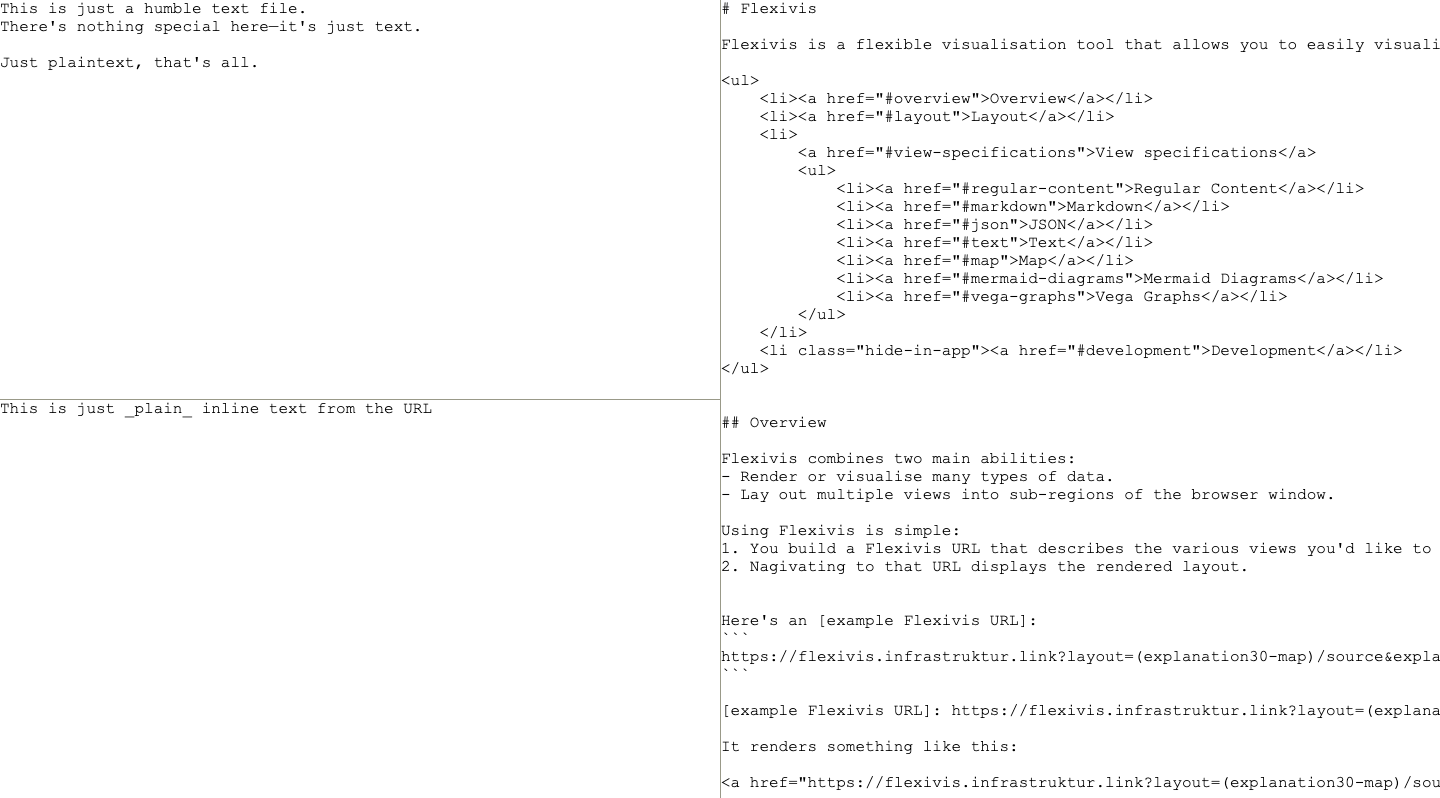 This is just a humble text file.
There's nothing special here—it's just text.

Just plaintext, that's all.

This is just _plain_ inline text from the URL

# Flexivis

Flexivis is a flexible visualisation tool that allows you to easily visuali

<ul>
    <li><a href="#overview">Overview</a></li>
    <li><a href="#layout">Layout</a></li>
    <li>
        <a href="#view-specifications">View specifications</a>
        <ul>
            <li><a href="#regular-content">Regular Content</a></li>
            <li><a href="#markdown">Markdown</a></li>
            <li><a href="#json">JSON</a></li>
            <li><a href="#text">Text</a></li>
            <li><a href="#map">Map</a></li>
            <li><a href="#mermaid-diagrams">Mermaid Diagrams</a></li>
            <li><a href="#vega-graphs">Vega Graphs</a></li>
        </ul>
    </li>
    <li class="hide-in-app"><a href="#development">Development</a></li>
</ul>

## Overview

Flexivis combines two main abilities:
- Render or visualise many types of data.
- Lay out multiple views into sub-regions of the browser window.

Using Flexivis is simple:
1. You build a Flexivis URL that describes the various views you'd like to
2. Nagivating to that URL displays the rendered layout.

Here's an [example Flexivis URL]:
```
https://flexivis.infrastruktur.link?layout=(explanation30-map)/source&expla
```

[example Flexivis URL]: https://flexivis.infrastruktur.link?layout=(explana

It renders something like this:

<a href="https://flexivis.infrastruktur.link?layout=(explanation30-map)/sou